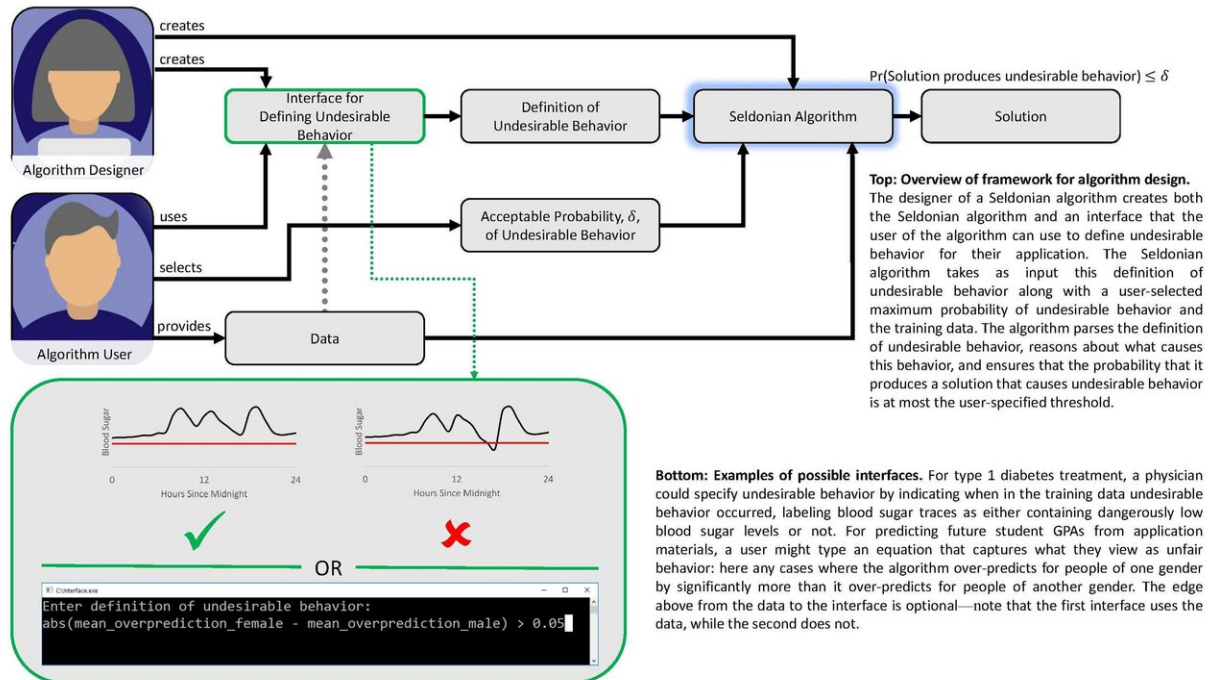 creates
creates
Algorithm Designer
Interface for
Defining Undesirable
Behavior
Definition of
Undesirable Behavior
Seldonian Algorithm
Pr(Solution produces undesirable behavior) ≤ δ
Solution
uses
selects
provides
Algorithm User
Acceptable Probability, δ,
of Undesirable Behavior
Data
Top: Overview of framework for algorithm design.
The designer of a Seldonian algorithm creates both
the Seldonian algorithm and an interface that the
user of the algorithm can use to define undesirable
behavior for their application. The Seldonian
algorithm takes as input this definition of
undesirable behavior along with a user-selected
maximum probability of undesirable behavior and
the training data. The algorithm parses the definition
of undesirable behavior, reasons about what causes
this behavior, and ensures that the probability that it
produces a solution that causes undesirable behavior
is at most the user-specified threshold.
Blood Sugar
0 12 24
Hours Since Midnight
Blood Sugar
0 12 24
Hours Since Midnight
OR
C:\interface.exe
Enter definition of undesirable behavior:
abs(mean_overprediction_female - mean_overprediction_male) > 0.05
Bottom: Examples of possible interfaces. For type 1 diabetes treatment, a physician
could specify undesirable behavior by indicating when in the training data undesirable
behavior occurred, labeling blood sugar traces as either containing dangerously low
blood sugar levels or not. For predicting future student GPAs from application
materials, a user might type an equation that captures what they view as unfair
behavior: here any cases where the algorithm over-predicts for people of one gender
by significantly more than it over-predicts for people of another gender. The edge
above from the data to the interface is optional—note that the first interface uses the
data, while the second does not.